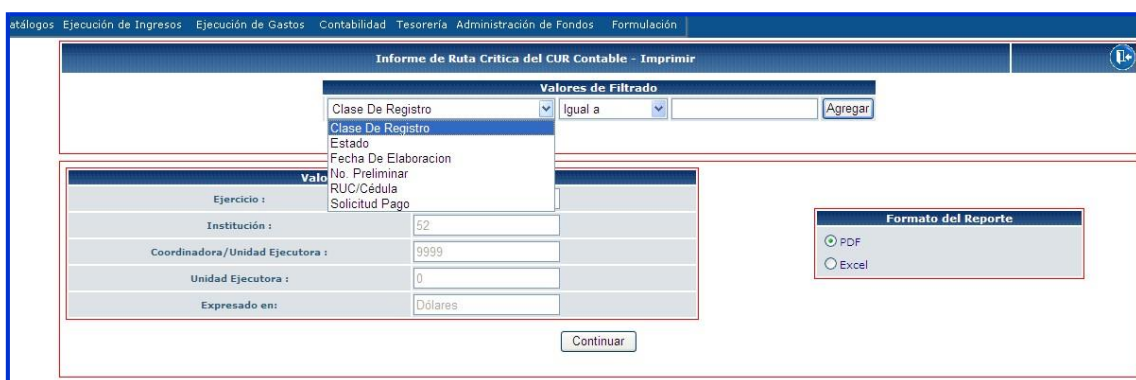 atálogos Ejecución de Ingresos Ejecución de Gastos Contabilidad Tesorería Administración de Fondos Formulación
Informe de Ruta Critica del CUR Contable - Imprimir
Valores de Filtrado
Clase De Registro Igual a Agregar
Clase De Registro
Estado
Fecha De Elaboracion
No. Preliminar
RUC/Cédula
Solicitud Pago
Valo
Ejercicio :
Institución : 52
Coordinadora/Unidad Ejecutora : 9999
Unidad Ejecutora : 0
Expresado en: Dólares
Formato del Reporte
PDF
Excel
Continuar